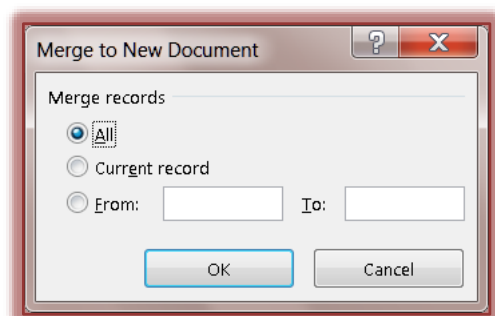 Merge to New Document ? X
Merge records
All
Current record
From: To:
OK Cancel